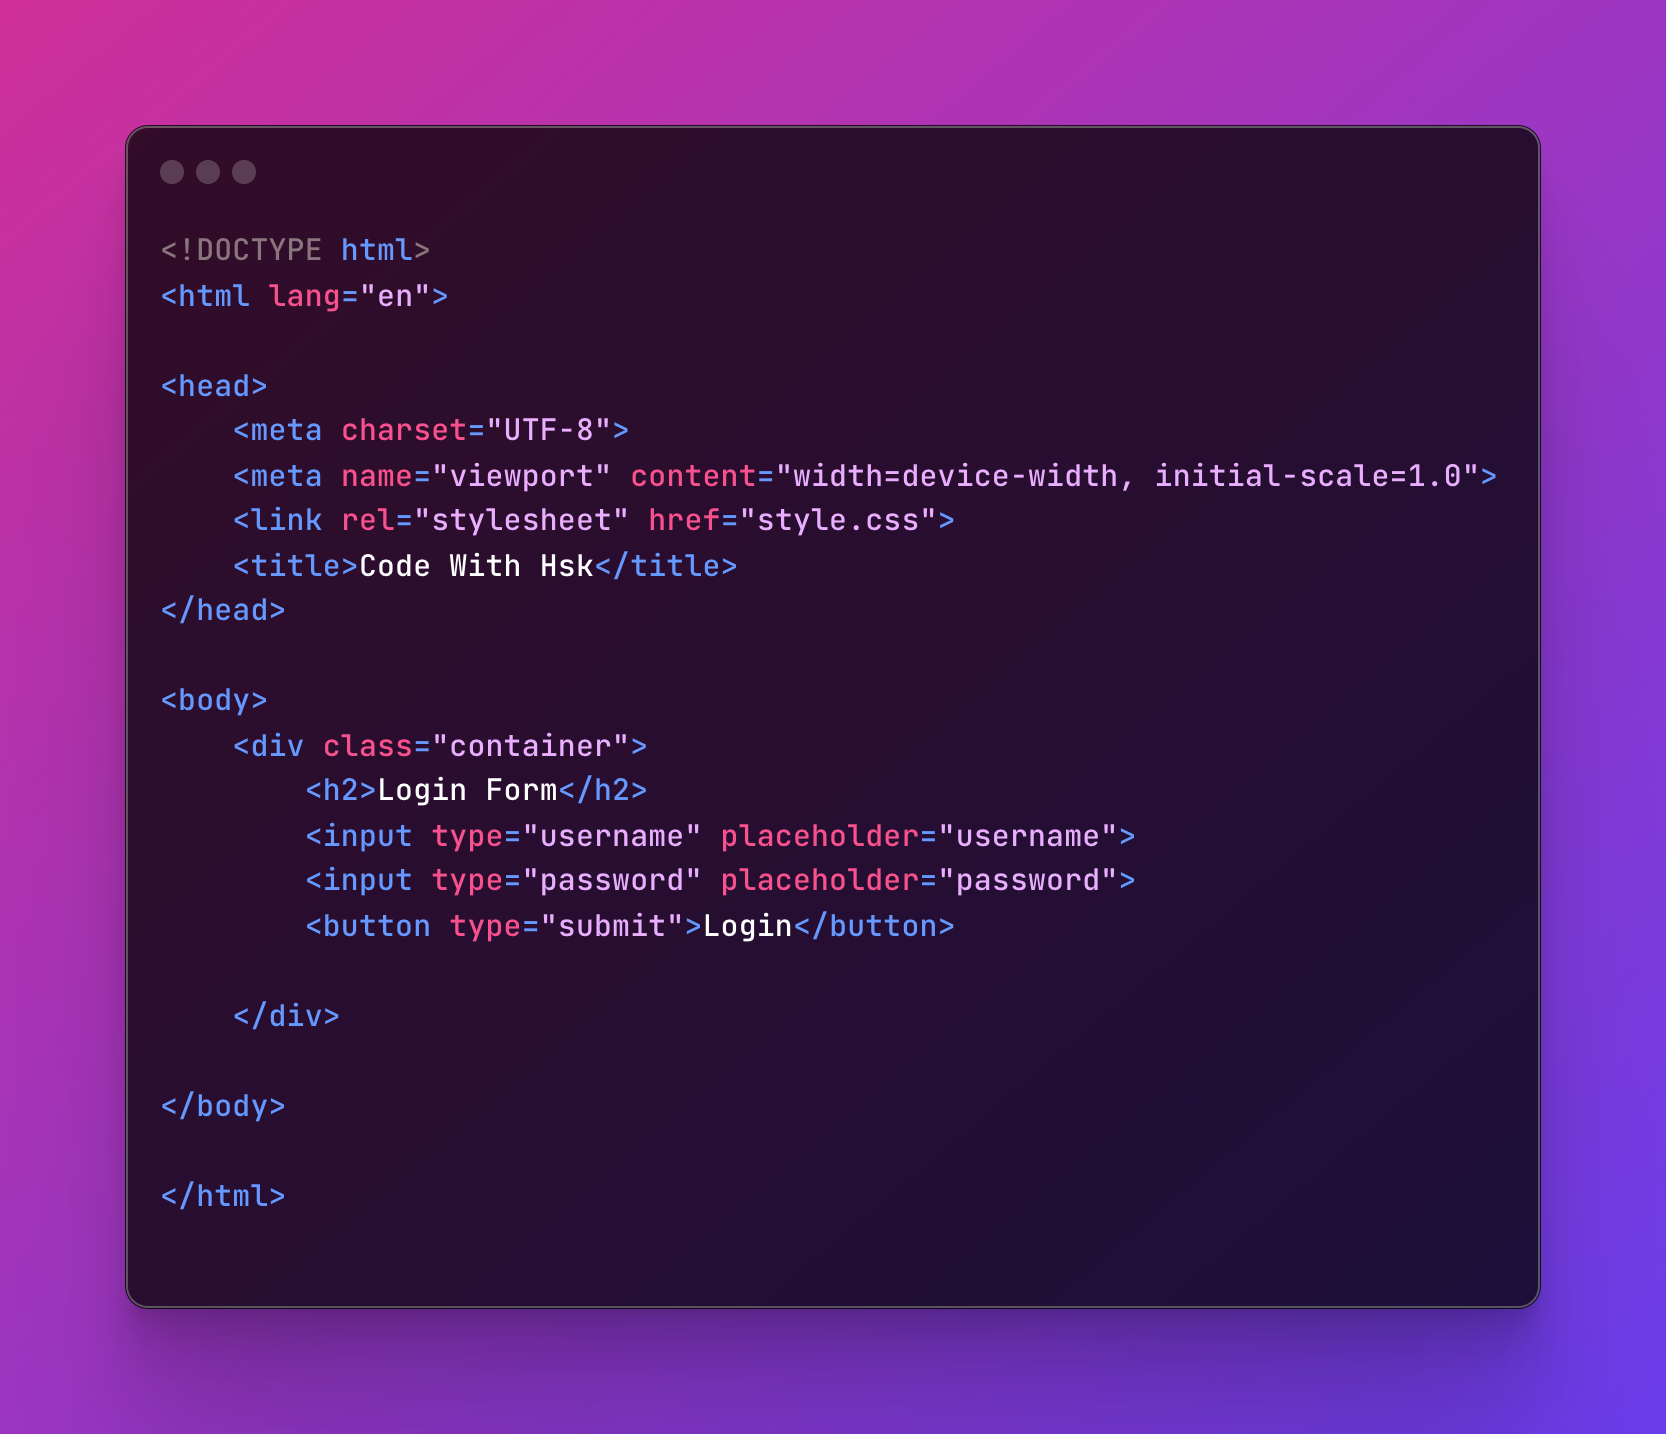 <!DOCTYPE html>
<html lang="en">
<head>
    <meta charset="UTF-8">
    <meta name="viewport" content="width=device-width, initial-scale=1.0">
    <link rel="stylesheet" href="style.css">
    <title>Code With Hsk</title>
</head>
<body>
    <div class="container">
        <h2>Login Form</h2>
        <input type="username" placeholder="username">
        <input type="password" placeholder="password">
        <button type="submit">Login</button>
    </div>
</body>
</html>